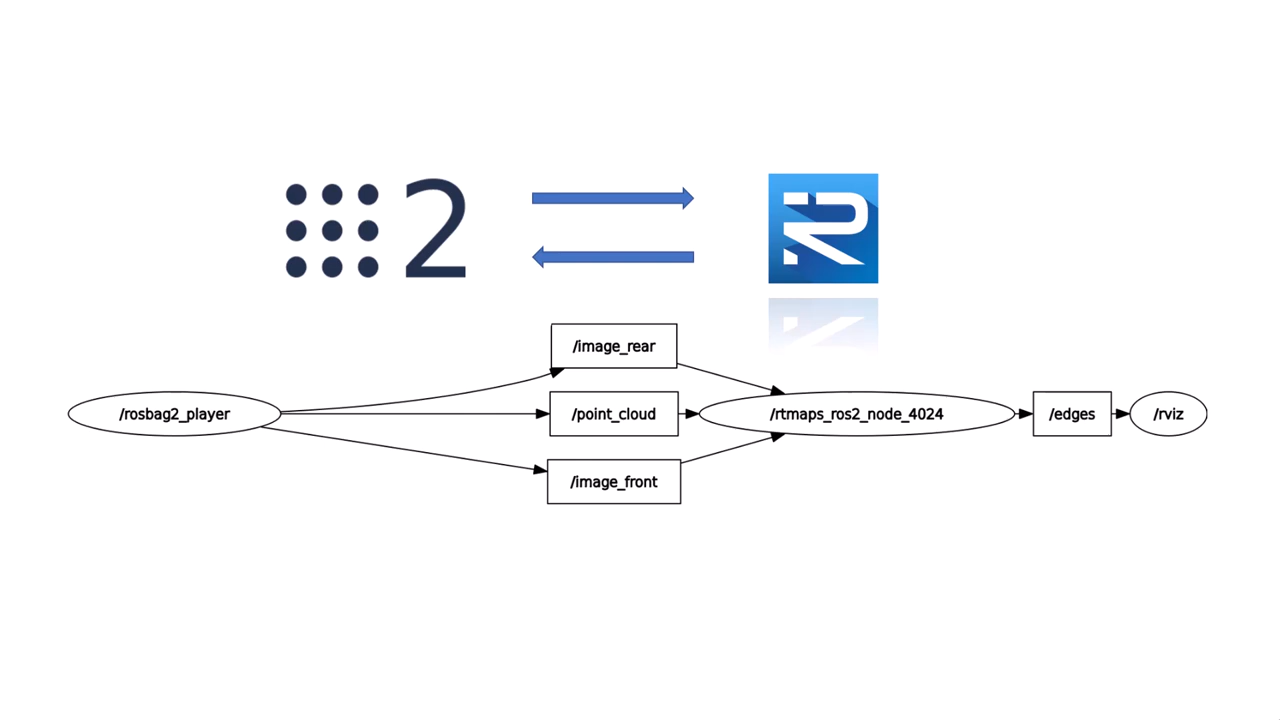 2
/image_rear
/rosbag2_player
/point_cloud
/rtmaps_ros2_node_4024
/edges
/rviz
/image_front